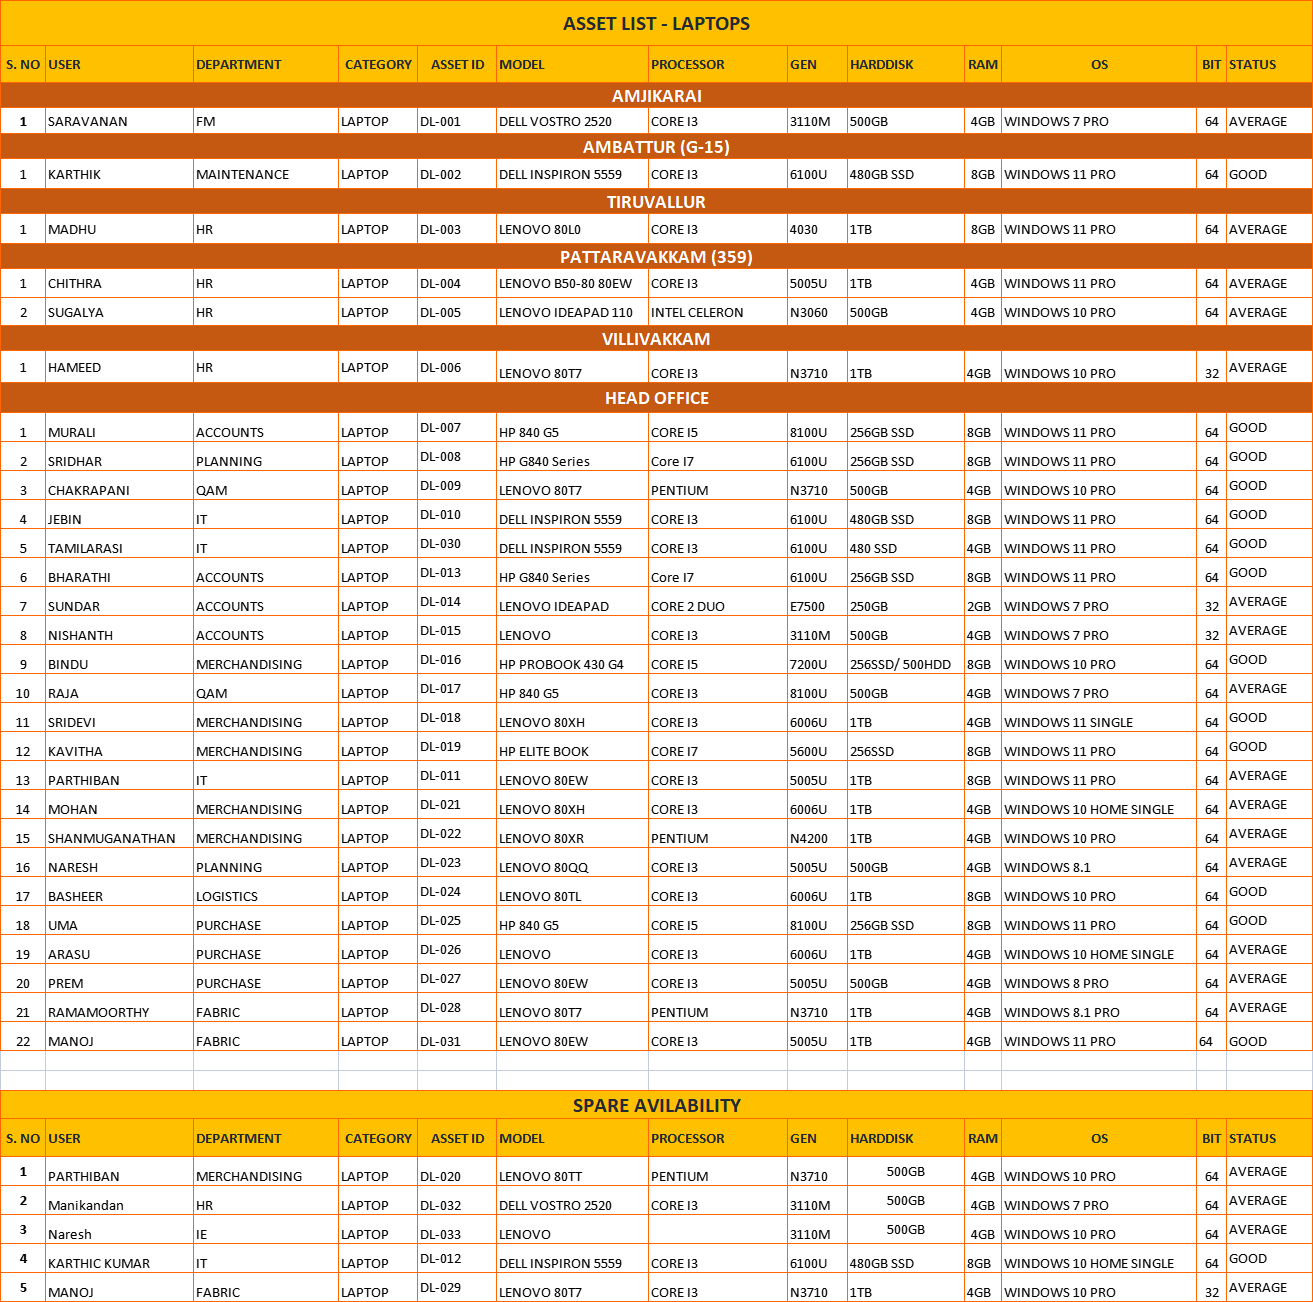 ASSET LIST - LAPTOPS
S. NO USER DEPARTMENT CATEGORY ASSET ID MODEL PROCESSOR GEN HARDDISK RAM OS BIT STATUS
AMJIKARAI
1 SARAVANAN FM LAPTOP DL-001 DELL VOSTRO 2520 CORE I3 3110M 500GB 4GB WINDOWS 7 PRO 64 AVERAGE
AMBATTUR (G-15)
1 KARTHIK MAINTENANCE LAPTOP DL-002 DELL INSPIRON 5559 CORE I3 6100U 480GB SSD 8GB WINDOWS 11 PRO 64 GOOD
TIRUVALLUR
1 MADHU HR LAPTOP DL-003 LENOVO 80L0 CORE I3 4030 1TB 8GB WINDOWS 11 PRO 64 AVERAGE
PATTARAVAKKAM (359)
1 CHITHRA HR LAPTOP DL-004 LENOVO B50-80 80EW CORE I3 5005U 1TB 4GB WINDOWS 11 PRO 64 AVERAGE
2 SUGALYA HR LAPTOP DL-005 LENOVO IDEAPAD 110 INTEL CELERON N3060 500GB 4GB WINDOWS 10 PRO 64 AVERAGE
VILLIVAKKAM
1 HAMEED HR LAPTOP DL-006 LENOVO 80T7 CORE I3 N3710 1TB 4GB WINDOWS 10 PRO 32 AVERAGE
HEAD OFFICE
1 MURALI ACCOUNTS LAPTOP DL-007 HP 840 G5 CORE I5 8100U 256GB SSD 8GB WINDOWS 11 PRO 64 GOOD
2 SRIDHAR PLANNING LAPTOP DL-008 HP G840 Series Core I7 6100U 256GB SSD 8GB WINDOWS 11 PRO 64 GOOD
3 CHAKRAPANI QAM LAPTOP DL-009 LENOVO 80T7 PENTIUM N3710 500GB 4GB WINDOWS 10 PRO 64 GOOD
4 JEBIN IT LAPTOP DL-010 DELL INSPIRON 5559 CORE I3 6100U 480GB SSD 8GB WINDOWS 11 PRO 64 GOOD
5 TAMILARASI IT LAPTOP DL-030 DELL INSPIRON 5559 CORE I3 6100U 480 SSD 4GB WINDOWS 11 PRO 64 GOOD
6 BHARATHI ACCOUNTS LAPTOP DL-013 HP G840 Series Core I7 6100U 256GB SSD 8GB WINDOWS 11 PRO 64 GOOD
7 SUNDAR ACCOUNTS LAPTOP DL-014 LENOVO IDEAPAD CORE 2 DUO E7500 250GB 2GB WINDOWS 7 PRO 32 AVERAGE
8 NISHANTH ACCOUNTS LAPTOP DL-015 LENOVO CORE I3 3110M 500GB 4GB WINDOWS 7 PRO 32 AVERAGE
9 BINDU MERCHANDISING LAPTOP DL-016 HP PROBOOK 430 G4 CORE I5 7200U 256SSD/ 500HDD 8GB WINDOWS 10 PRO 64 GOOD
10 RAJA QAM LAPTOP DL-017 HP 840 G5 CORE I3 8100U 500GB 4GB WINDOWS 7 PRO 64 AVERAGE
11 SRIDEVI MERCHANDISING LAPTOP DL-018 LENOVO 80XH CORE I3 6006U 1TB 4GB WINDOWS 11 SINGLE 64 GOOD
12 KAVITHA MERCHANDISING LAPTOP DL-019 HP ELITE BOOK CORE I7 5600U 256SSD 8GB WINDOWS 11 PRO 64 GOOD
13 PARTHIBAN IT LAPTOP DL-011 LENOVO 80EW CORE I3 5005U 1TB 8GB WINDOWS 11 PRO 64 AVERAGE
14 MOHAN MERCHANDISING LAPTOP DL-021 LENOVO 80XH CORE I3 6006U 1TB 4GB WINDOWS 10 HOME SINGLE 64 AVERAGE
15 SHANMUGANATHAN MERCHANDISING LAPTOP DL-022 LENOVO 80XR PENTIUM N4200 1TB 4GB WINDOWS 10 PRO 64 AVERAGE
16 NARESH PLANNING LAPTOP DL-023 LENOVO 80QQ CORE I3 5005U 500GB 4GB WINDOWS 8.1 64 AVERAGE
17 BASHEER LOGISTICS LAPTOP DL-024 LENOVO 80TL CORE I3 6006U 1TB 8GB WINDOWS 10 PRO 64 GOOD
18 UMA PURCHASE LAPTOP DL-025 HP 840 G5 CORE I5 8100U 256GB SSD 8GB WINDOWS 11 PRO 64 GOOD
19 ARASU PURCHASE LAPTOP DL-026 LENOVO CORE I3 6006U 1TB 4GB WINDOWS 10 HOME SINGLE 64 AVERAGE
20 PREM PURCHASE LAPTOP DL-027 LENOVO 80EW CORE I3 5005U 500GB 4GB WINDOWS 8 PRO 64 AVERAGE
21 RAMAMOORTHY FABRIC LAPTOP DL-028 LENOVO 80T7 PENTIUM N3710 1TB 4GB WINDOWS 8.1 PRO 64 AVERAGE
22 MANOJ FABRIC LAPTOP DL-031 LENOVO 80EW CORE I3 5005U 1TB 4GB WINDOWS 11 PRO 64 GOOD
SPARE AVILABILITY
S. NO USER DEPARTMENT CATEGORY ASSET ID MODEL PROCESSOR GEN HARDDISK RAM OS BIT STATUS
1 PARTHIBAN MERCHANDISING LAPTOP DL-020 LENOVO 80TT PENTIUM N3710 500GB 4GB WINDOWS 10 PRO 64 AVERAGE
2 Manikandan HR LAPTOP DL-032 DELL VOSTRO 2520 CORE I3 3110M 500GB 4GB WINDOWS 7 PRO 64 AVERAGE
3 Naresh IE LAPTOP DL-033 LENOVO 3110M 500GB 4GB WINDOWS 10 PRO 64 AVERAGE
4 KARTHIC KUMAR IT LAPTOP DL-012 DELL INSPIRON 5559 CORE I3 6100U 480GB SSD 8GB WINDOWS 10 HOME SINGLE 64 GOOD
5 MANOJ FABRIC LAPTOP DL-029 LENOVO 80T7 CORE I3 N3710 1TB 4GB WINDOWS 10 PRO 32 AVERAGE